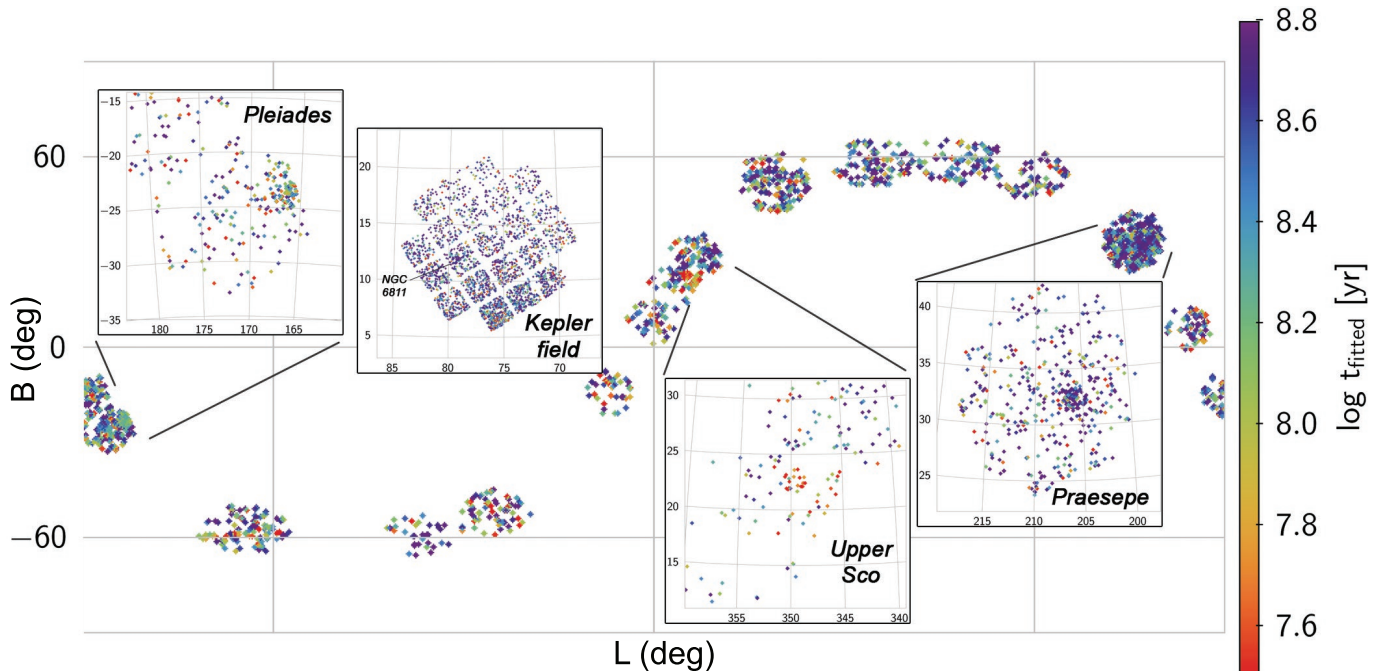 8.8
8.6
8.4
8.2
8.0
7.8
7.6
log t_fitted [yr]
60
0
−60
B (deg)
L (deg)
Pleiades
−15
−20
−25
−30
−35
180 175 170 165
Kepler
field
NGC
6811
20
15
10
5
85 80 75 70
Upper
Sco
30
25
20
15
355 350 345 340
Praesepe
40
35
30
25
215 210 205 200